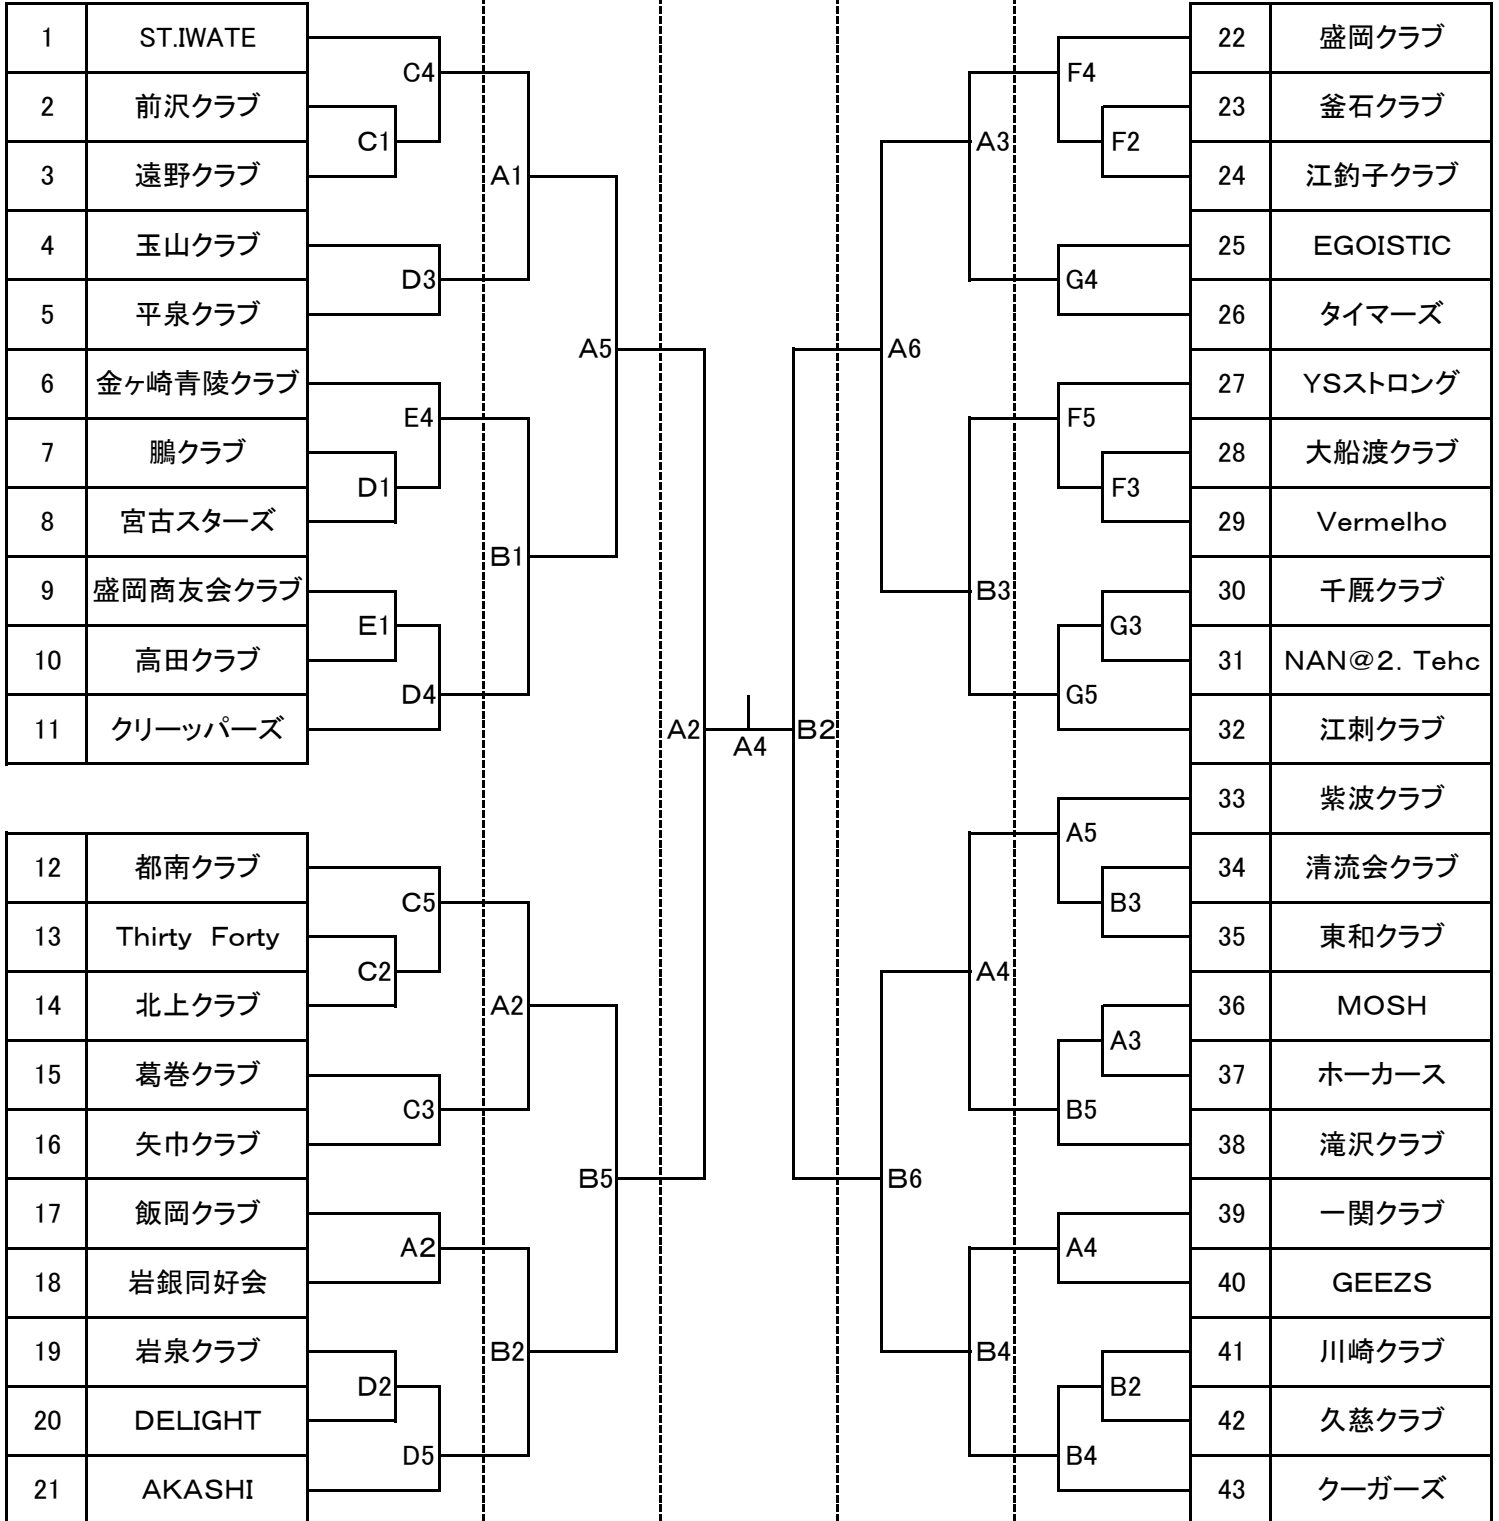 1 ST.IWATE
2 前沢クラブ
3 遠野クラブ
4 玉山クラブ
5 平泉クラブ
6 金ヶ崎青陵クラブ
7 鵬クラブ
8 宮古スターズ
9 盛岡商友会クラブ
10 高田クラブ
11 クリーッパーズ
12 都南クラブ
13 Thirty Forty
14 北上クラブ
15 葛巻クラブ
16 矢巾クラブ
17 飯岡クラブ
18 岩銀同好会
19 岩泉クラブ
20 DELIGHT
21 AKASHI
C4
C1
D3
E4
D1
E1
D4
C5
C2
C3
A2
D2
D5
A1
B1
A2
B2
A5
B5
A2
A4
B2
A6
B6
A3
B3
A4
B4
F4
F2
G4
F5
F3
G3
G5
A5
B3
A3
B5
A4
B2
B4
22 盛岡クラブ
23 釜石クラブ
24 江釣子クラブ
25 EGOISTIC
26 タイマーズ
27 YSストロング
28 大船渡クラブ
29 Vermelho
30 千厩クラブ
31 NAN@2. Tehc
32 江刺クラブ
33 紫波クラブ
34 清流会クラブ
35 東和クラブ
36 MOSH
37 ホーカース
38 滝沢クラブ
39 一関クラブ
40 GEEZS
41 川崎クラブ
42 久慈クラブ
43 クーガーズ